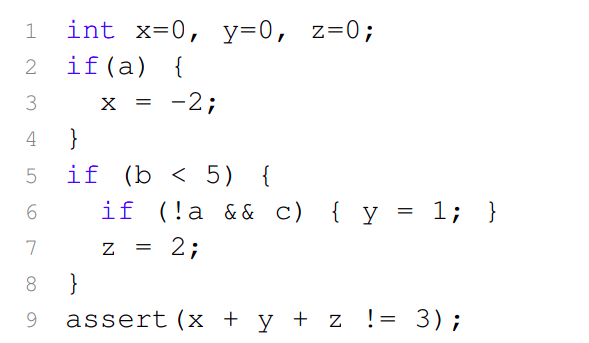 1 int x=0, y=0, z=0;
2 if(a) {
3   x = -2;
4 }
5 if (b < 5) {
6   if (!a && c) { y = 1; }
7   z = 2;
8 }
9 assert(x + y + z != 3);